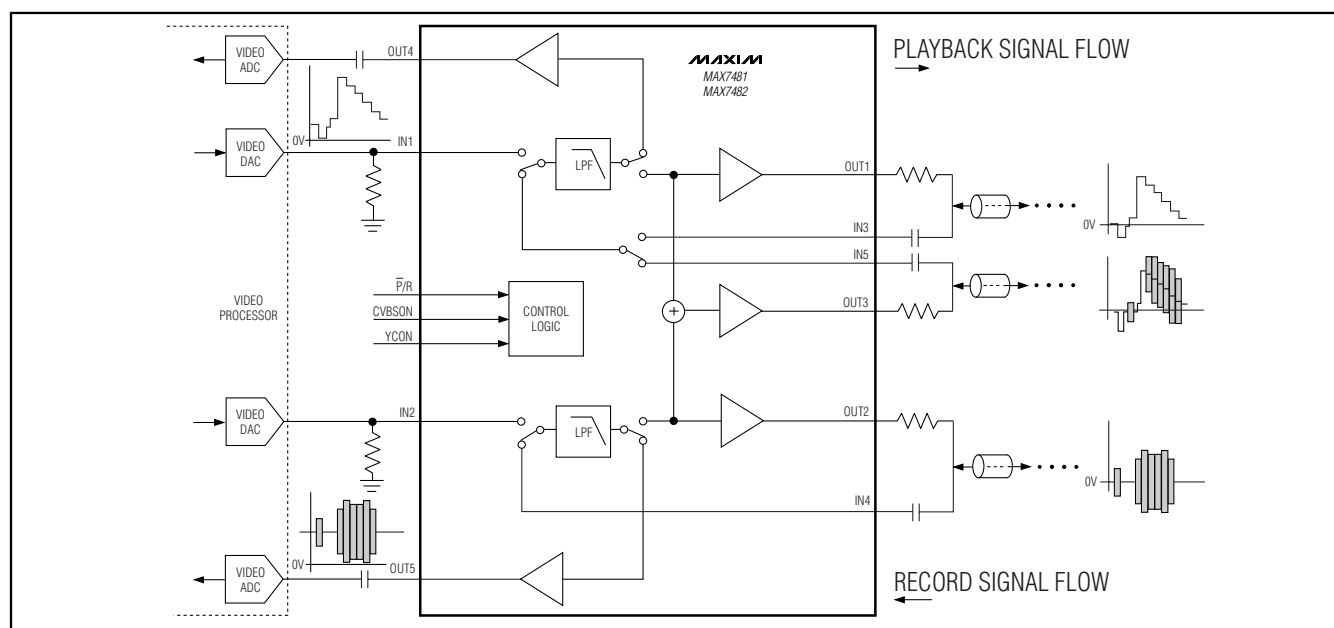 VIDEO
ADC
OUT4
MAXIM
MAX7481
MAX7482
PLAYBACK SIGNAL FLOW
0V
VIDEO
DAC
IN1
LPF
OUT1
0V
IN3
IN5
VIDEO
PROCESSOR
P̅/R
CVBSON
YCON
CONTROL
LOGIC
+
OUT3
VIDEO
DAC
IN2
LPF
OUT2
0V
IN4
0V
VIDEO
ADC
OUT5
RECORD SIGNAL FLOW